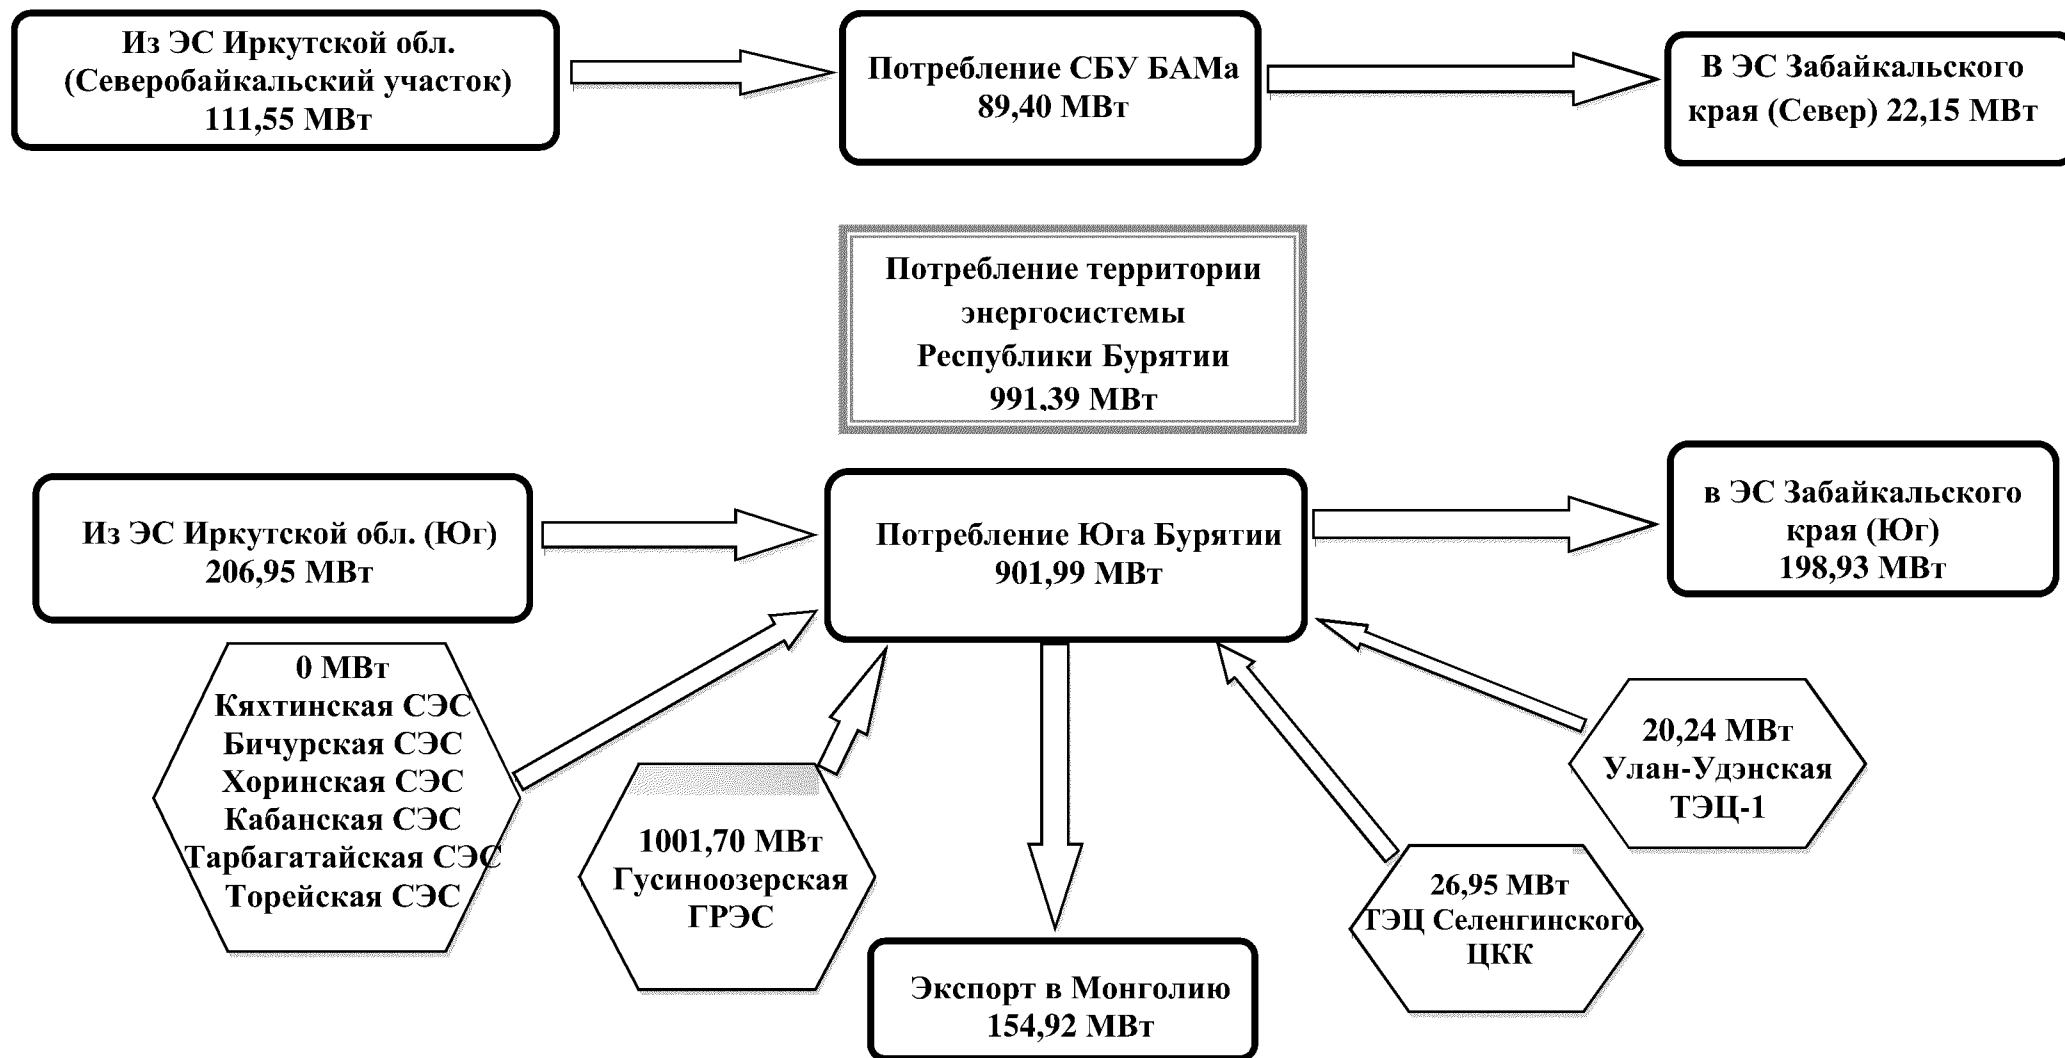 Из ЭС Иркутской обл.
(Северобайкальский участок)
111,55 МВт
Потребление СБУ БАМа
89,40 МВт
В ЭС Забайкальского
края (Север) 22,15 МВт
Потребление территории
энергосистемы
Республики Бурятии
991,39 МВт
Из ЭС Иркутской обл. (Юг)
206,95 МВт
Потребление Юга Бурятии
901,99 МВт
в ЭС Забайкальского
края (Юг)
198,93 МВт
0 МВт
Кяхтинская СЭС
Бичурская СЭС
Хоринская СЭС
Кабанская СЭС
Тарбагатайская СЭС
Торейская СЭС
1001,70 МВт
Гусиноозерская
ГРЭС
Экспорт в Монголию
154,92 МВт
26,95 МВт
ТЭЦ Селенгинского
ЦКК
20,24 МВт
Улан-Удэнская
ТЭЦ-1